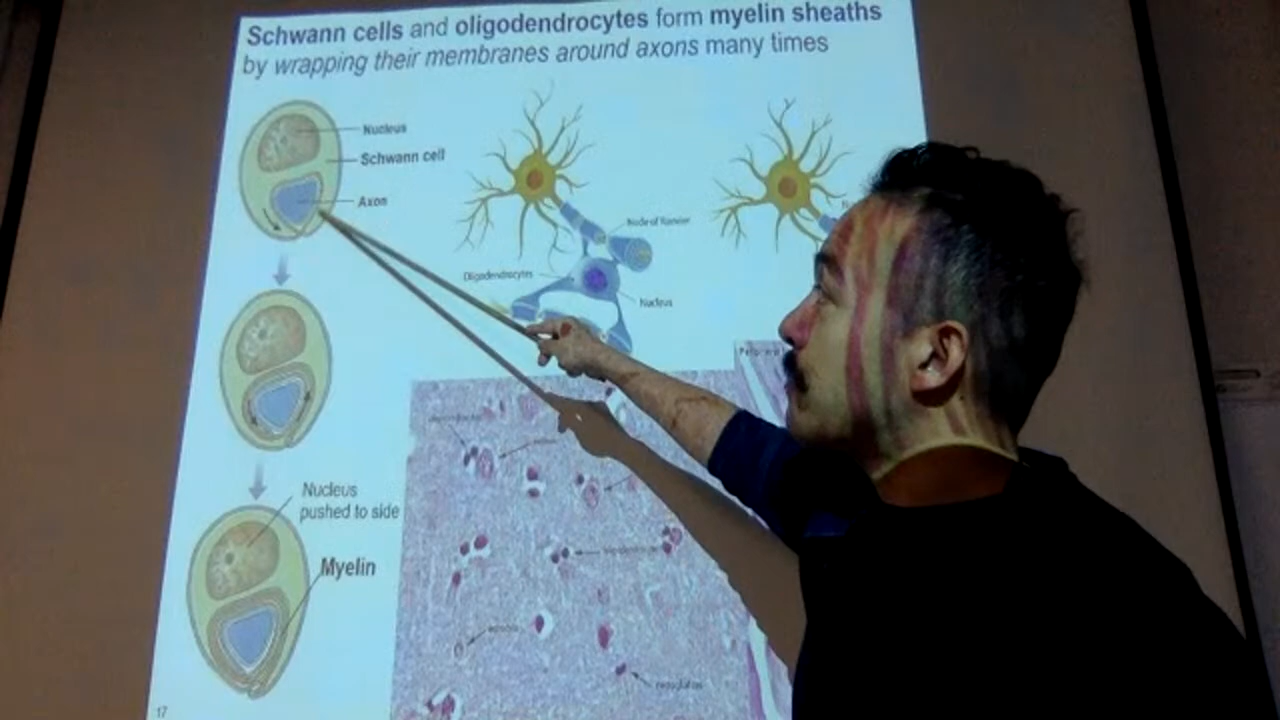 Schwann cells and oligodendrocytes form myelin sheaths
by wrapping their membranes around axons many times
Nucleus
Schwann cell
Axon
Node of Ranvier
Oligodendrocytes
Nucleus
Nucleus
pushed to side
Myelin
17